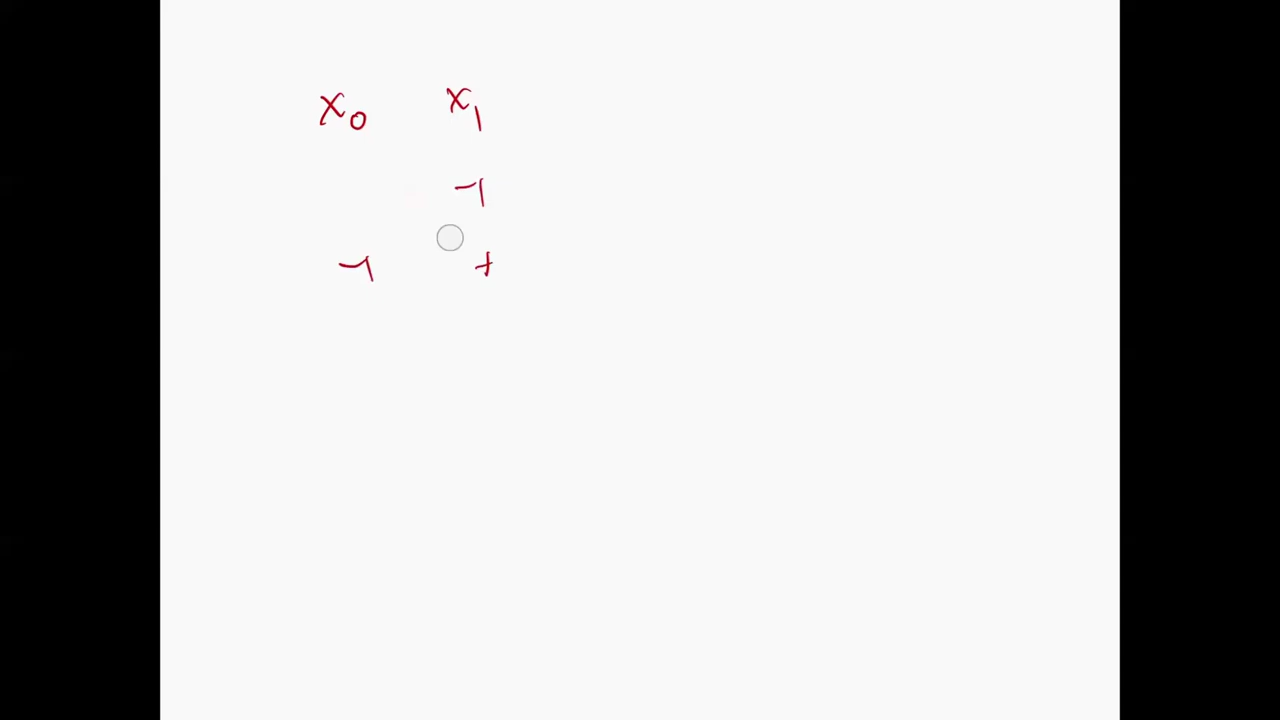 x₀ x₁
-1
-1 +